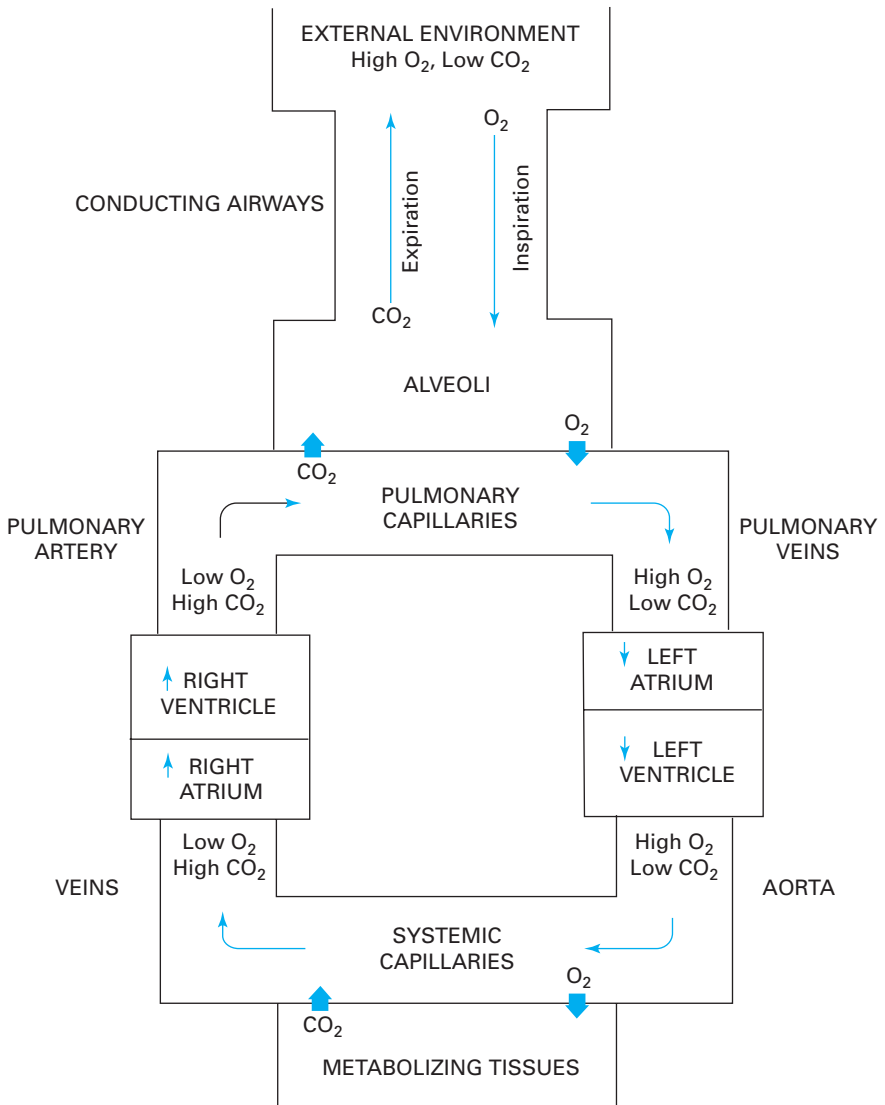 EXTERNAL ENVIRONMENT
High O₂, Low CO₂
O₂
CONDUCTING AIRWAYS
Expiration
Inspiration
CO₂
ALVEOLI
O₂
CO₂
PULMONARY
ARTERY
PULMONARY
CAPILLARIES
PULMONARY
VEINS
Low O₂
High CO₂
High O₂
Low CO₂
RIGHT
VENTRICLE
LEFT
ATRIUM
RIGHT
ATRIUM
LEFT
VENTRICLE
Low O₂
High CO₂
High O₂
Low CO₂
VEINS
AORTA
SYSTEMIC
CAPILLARIES
O₂
CO₂
METABOLIZING TISSUES